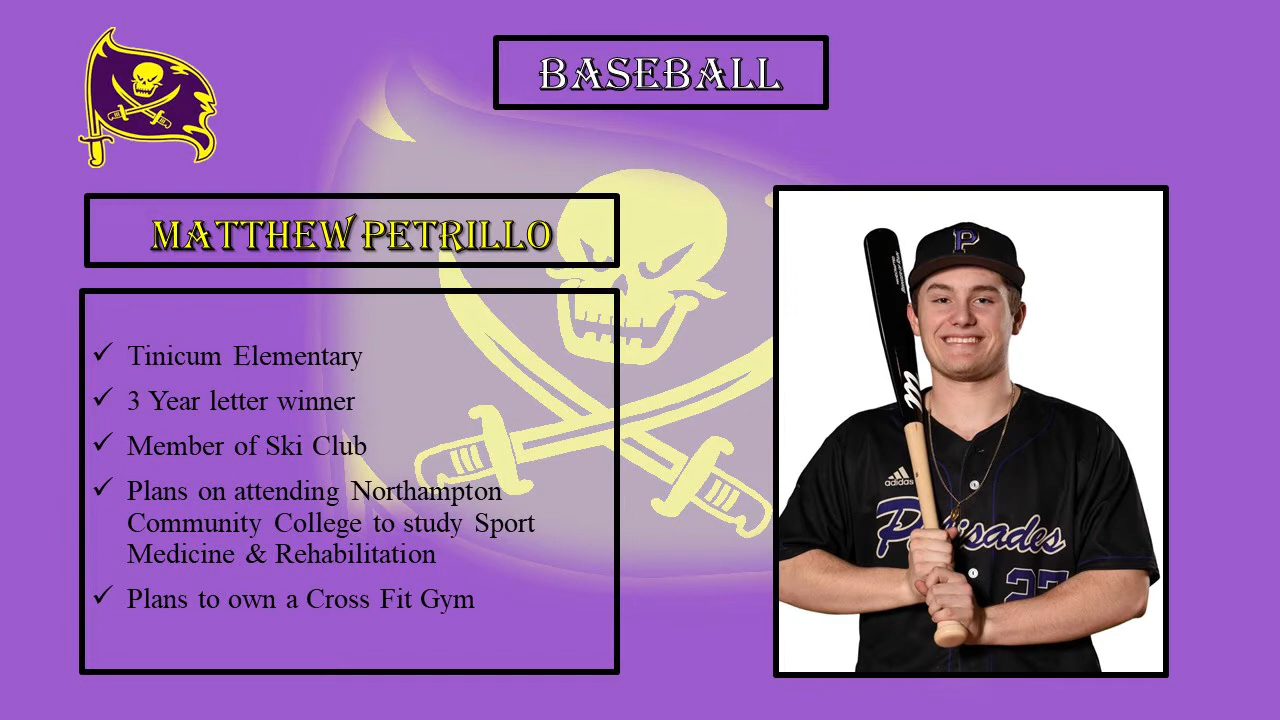 BASEBALL
MATTHEW PETRILLO
Tinicum Elementary
3 Year letter winner
Member of Ski Club
Plans on attending Northampton
Community College to study Sport
Medicine & Rehabilitation
Plans to own a Cross Fit Gym
P
adidas
Palisades
27